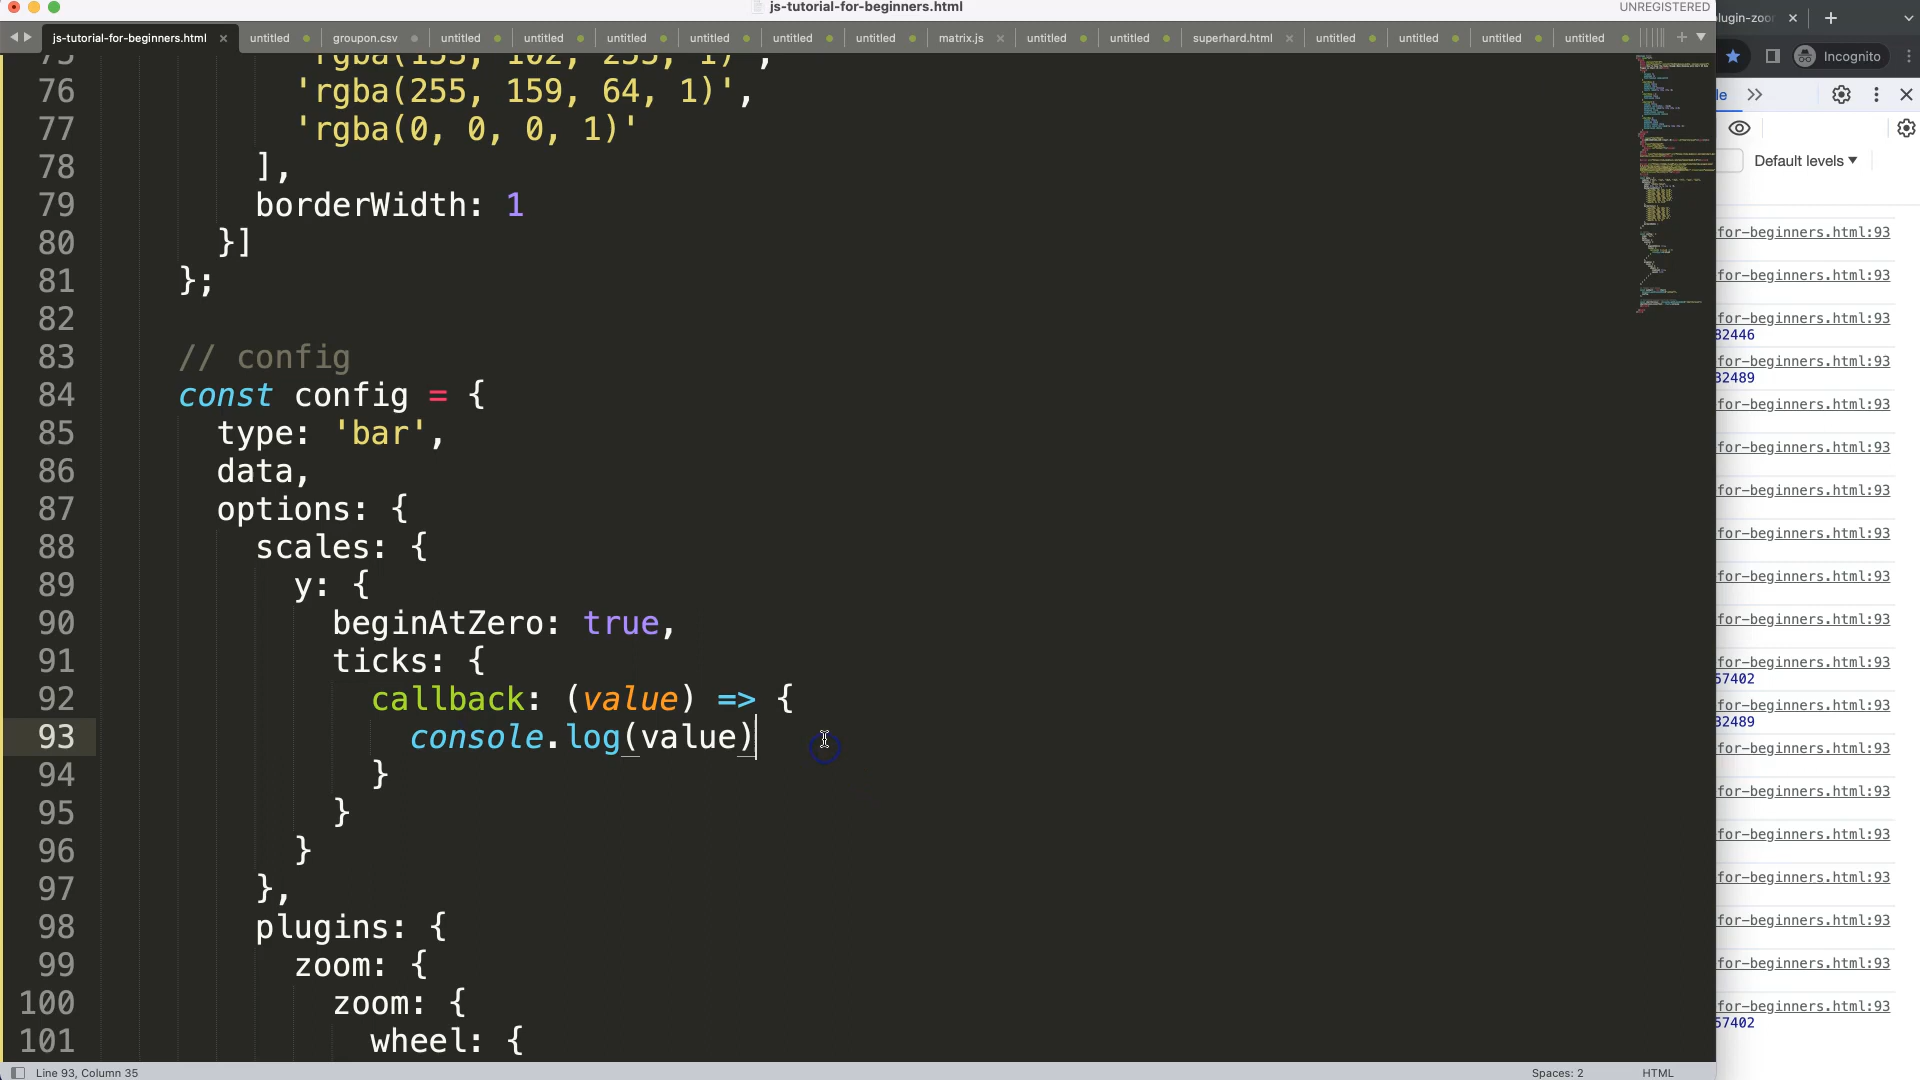 js-tutorial-for-beginners.html
UNREGISTERED
js-tutorial-for-beginners.html untitled groupon.csv untitled untitled untitled untitled untitled untitled matrix.js untitled untitled superhard.html untitled untitled untitled untitled
Incognito
Default levels
76 'rgba(255, 159, 64, 1)',
77 'rgba(0, 0, 0, 1)'
78 ],
79 borderWidth: 1
80 }]
81 };
82
83 // config
84 const config = {
85 type: 'bar',
86 data,
87 options: {
88 scales: {
89 y: {
90 beginAtZero: true,
91 ticks: {
92 callback: (value) => {
93 console.log(value)
94 }
95 }
96 }
97 },
98 plugins: {
99 zoom: {
100 zoom: {
101 wheel: {
for-beginners.html:93
for-beginners.html:93
for-beginners.html:93
82446
for-beginners.html:93
32489
for-beginners.html:93
for-beginners.html:93
for-beginners.html:93
for-beginners.html:93
for-beginners.html:93
for-beginners.html:93
for-beginners.html:93
57402
for-beginners.html:93
32489
for-beginners.html:93
for-beginners.html:93
for-beginners.html:93
for-beginners.html:93
for-beginners.html:93
for-beginners.html:93
for-beginners.html:93
57402
Line 93, Column 35
Spaces: 2
HTML